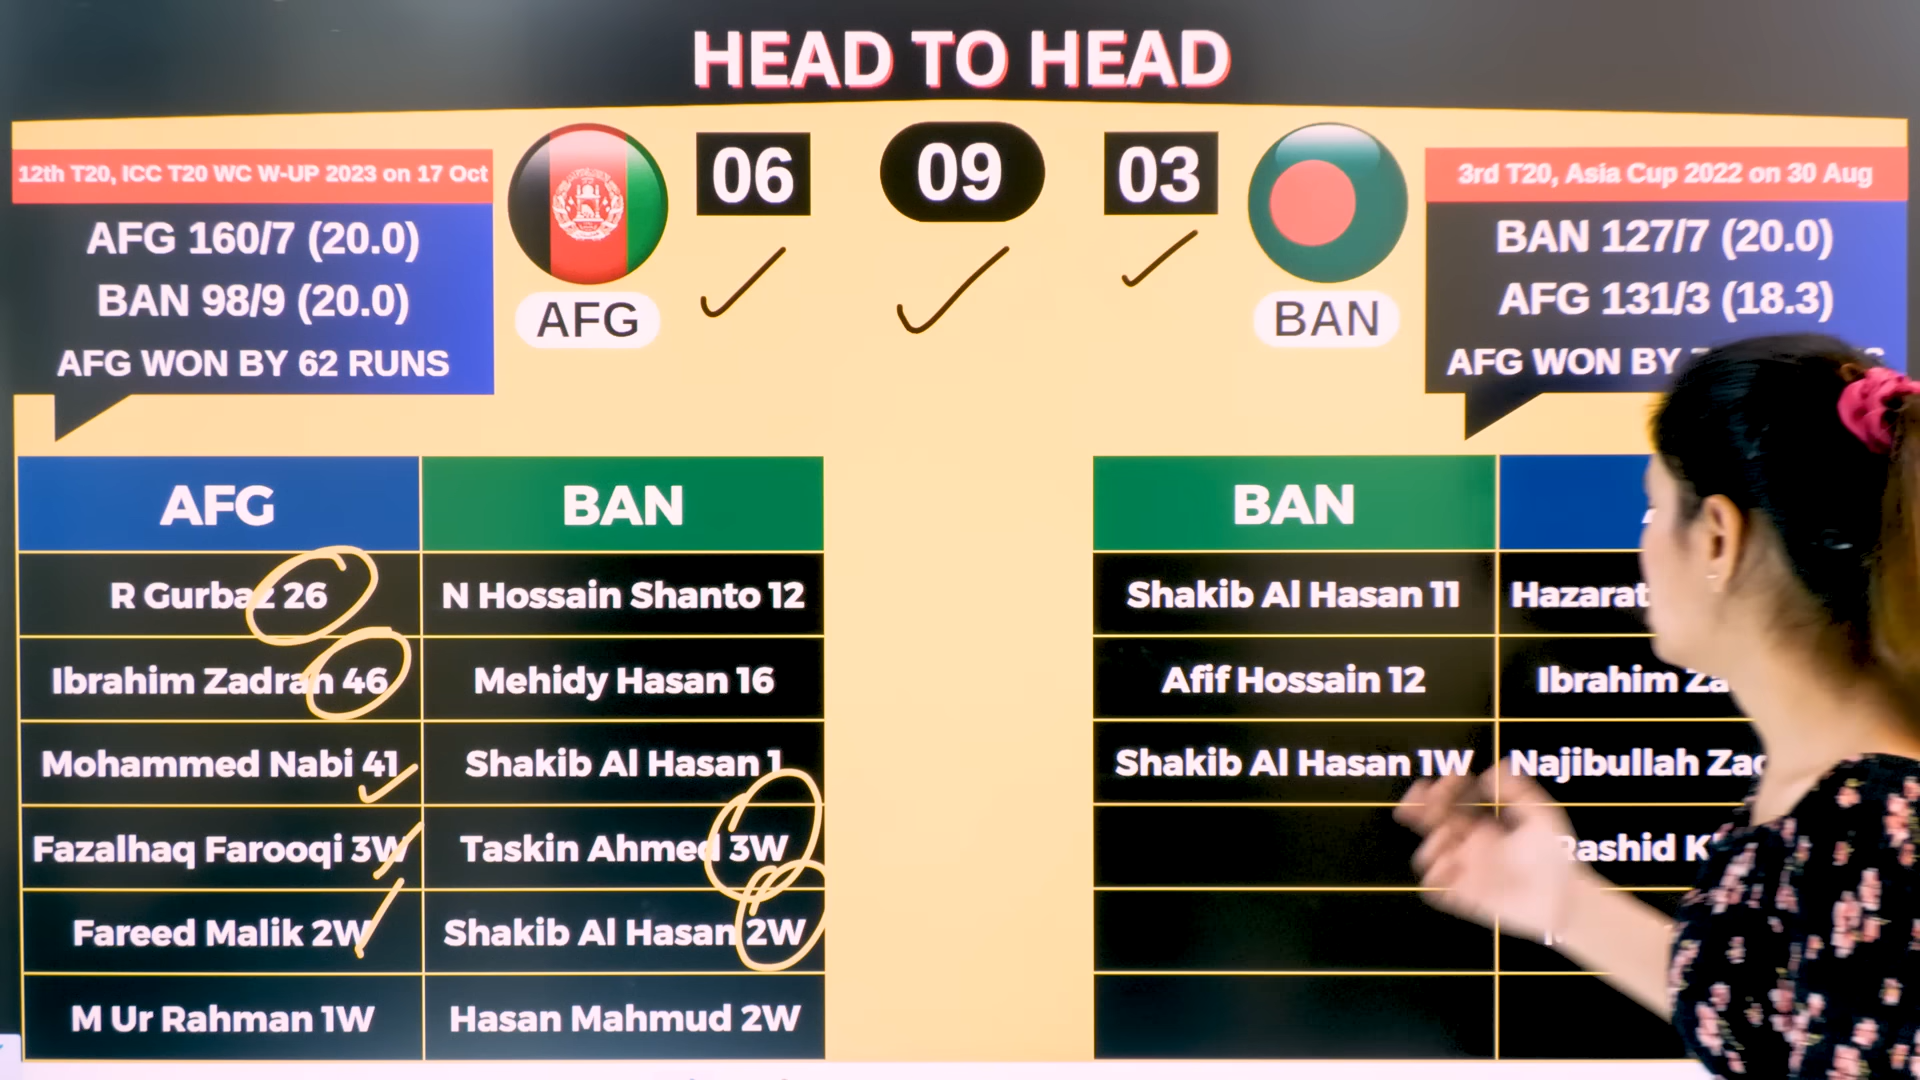 HEAD TO HEAD
12th T20, ICC T20 WC W-UP 2023 on 17 Oct
AFG 160/7 (20.0)
BAN 98/9 (20.0)
AFG WON BY 62 RUNS
AFG
06
09
03
BAN
3rd T20, Asia Cup 2022 on 30 Aug
BAN 127/7 (20.0)
AFG 131/3 (18.3)
AFG WON BY
AFG
BAN
R Gurbaz 26
N Hossain Shanto 12
Ibrahim Zadran 46
Mehidy Hasan 16
Mohammed Nabi 41
Shakib Al Hasan 1
Fazalhaq Farooqi 3W
Taskin Ahmed 3W
Fareed Malik 2W
Shakib Al Hasan 2W
M Ur Rahman 1W
Hasan Mahmud 2W
BAN
Shakib Al Hasan 11
Hazarat
Afif Hossain 12
Ibrahim
Shakib Al Hasan 1W
Najibullah
Rashid